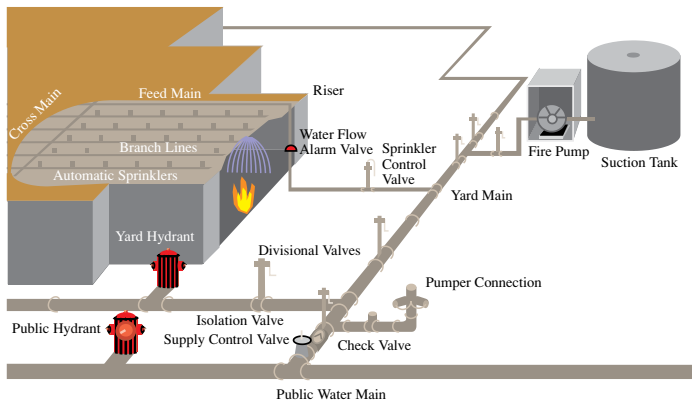 Cross Main
Feed Main
Riser
Water Flow
Alarm Valve
Branch Lines
Sprinkler
Control
Valve
Automatic Sprinklers
Fire Pump
Suction Tank
Yard Main
Yard Hydrant
Divisional Valves
Pumper Connection
Isolation Valve
Public Hydrant
Supply Control Valve
Check Valve
Public Water Main